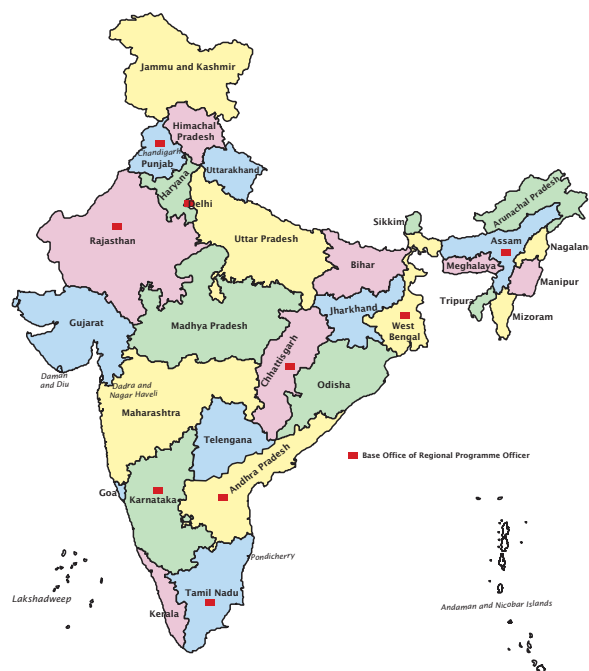 Jammu and Kashmir
Himachal
Pradesh
Chandigarh
Punjab
Uttarakhand
Haryana
Delhi
Arunachal Pradesh
Sikkim
Rajasthan
Uttar Pradesh
Assam
Nagaland
Bihar
Meghalaya
Manipur
Tripura
Jharkhand
Gujarat
Madhya Pradesh
West
Bengal
Mizoram
Chhattisgarh
Daman
and Diu
Dadra and
Nagar Haveli
Odisha
Maharashtra
Telengana
Base Office of Regional Programme Officer
Andhra Pradesh
Goa
Karnataka
Pondicherry
Lakshadweep
Tamil Nadu
Kerala
Andaman and Nicobar Islands